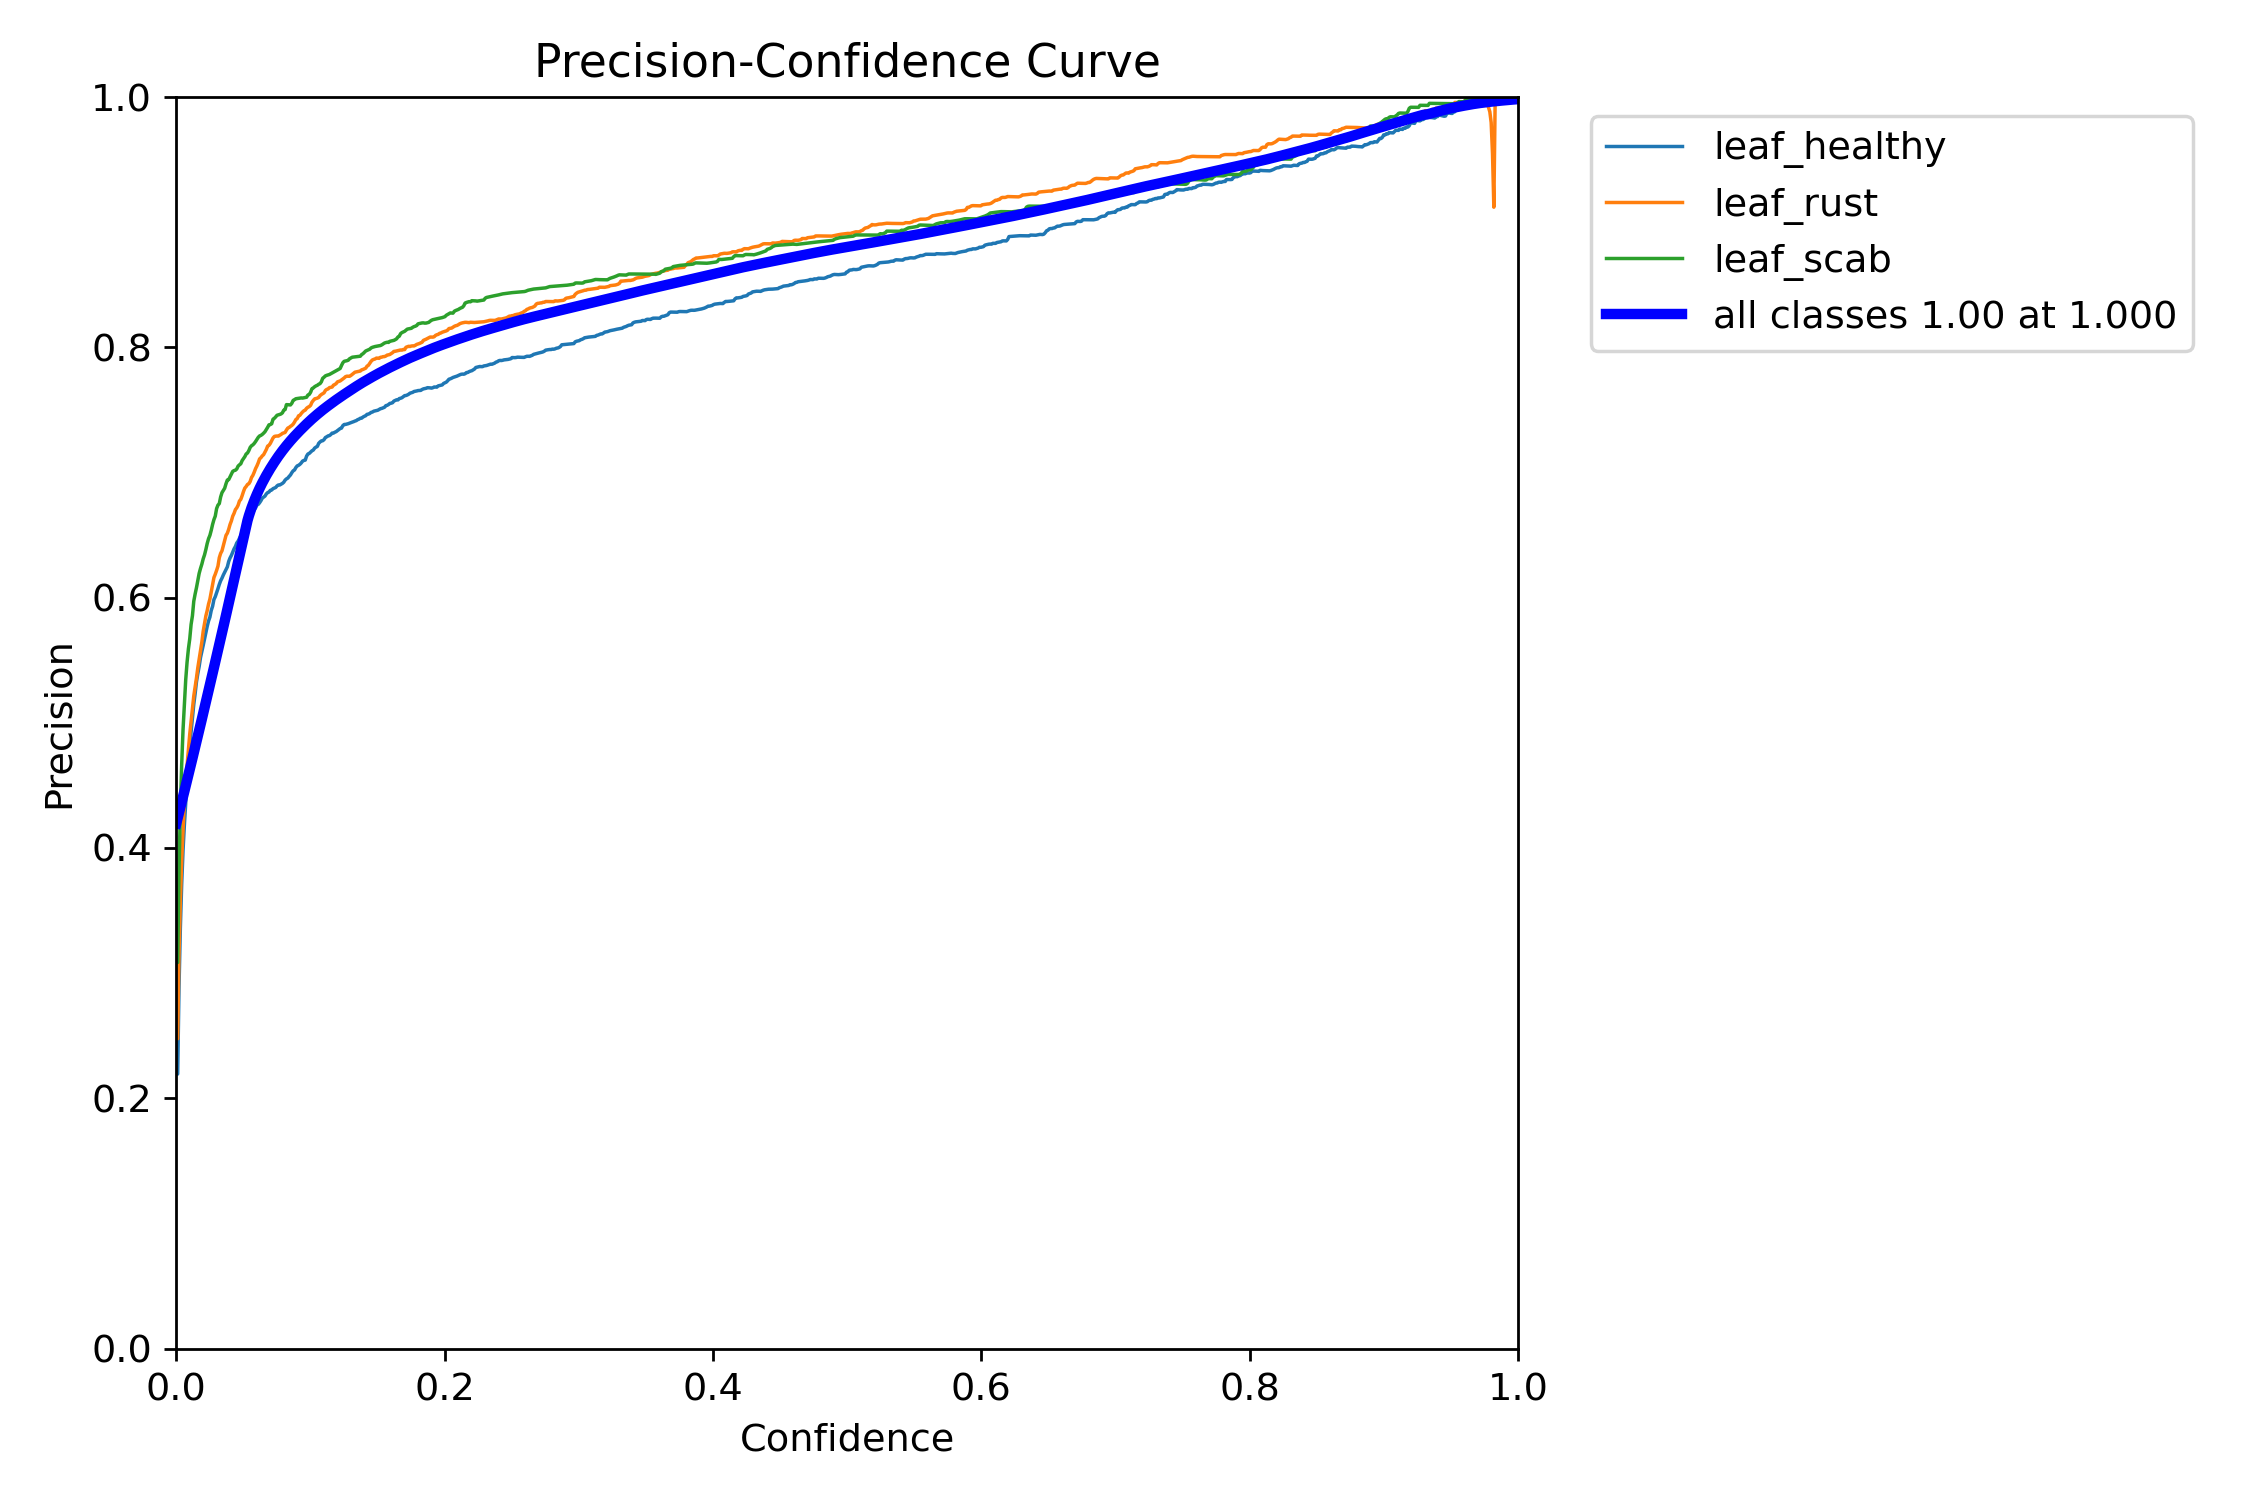 Precision-Confidence Curve
1.0
0.8
0.6
0.4
0.2
0.0
Precision
0.0
0.2
0.4
0.6
0.8
1.0
Confidence
leaf_healthy
leaf_rust
leaf_scab
all classes 1.00 at 1.000